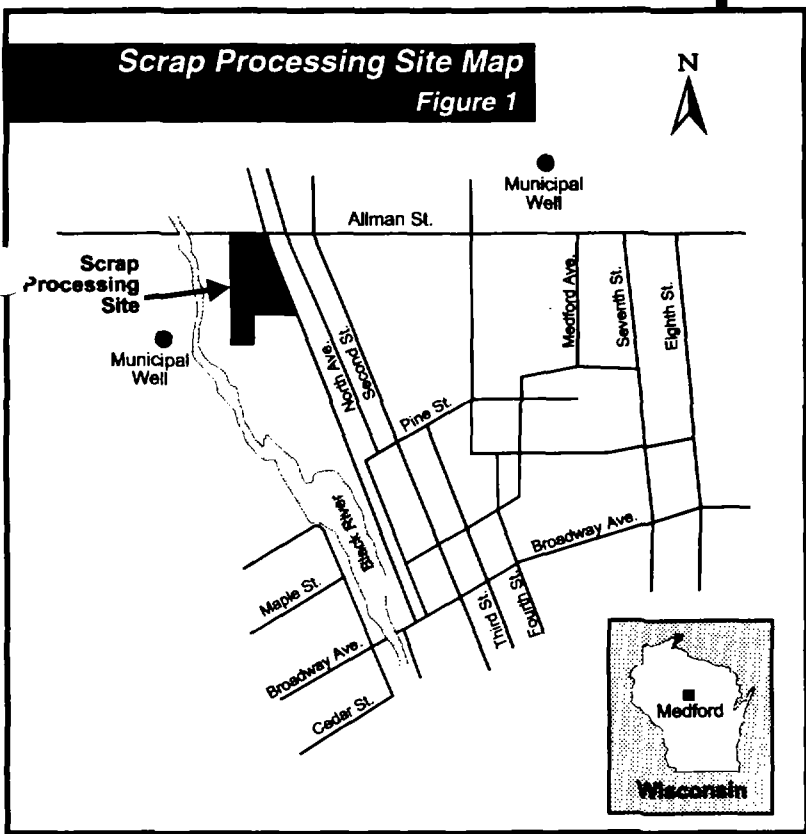 Scrap Processing Site Map
Figure 1
N
Municipal
Well
Allman St.
Scrap
Processing
Site
Municipal
Well
North Ave.
Second St.
Medford Ave.
Seventh St.
Eighth St.
Pine St.
Black River
Broadway Ave.
Maple St.
Third St.
Fourth St.
Broadway Ave.
Cedar St.
Medford
Wisconsin